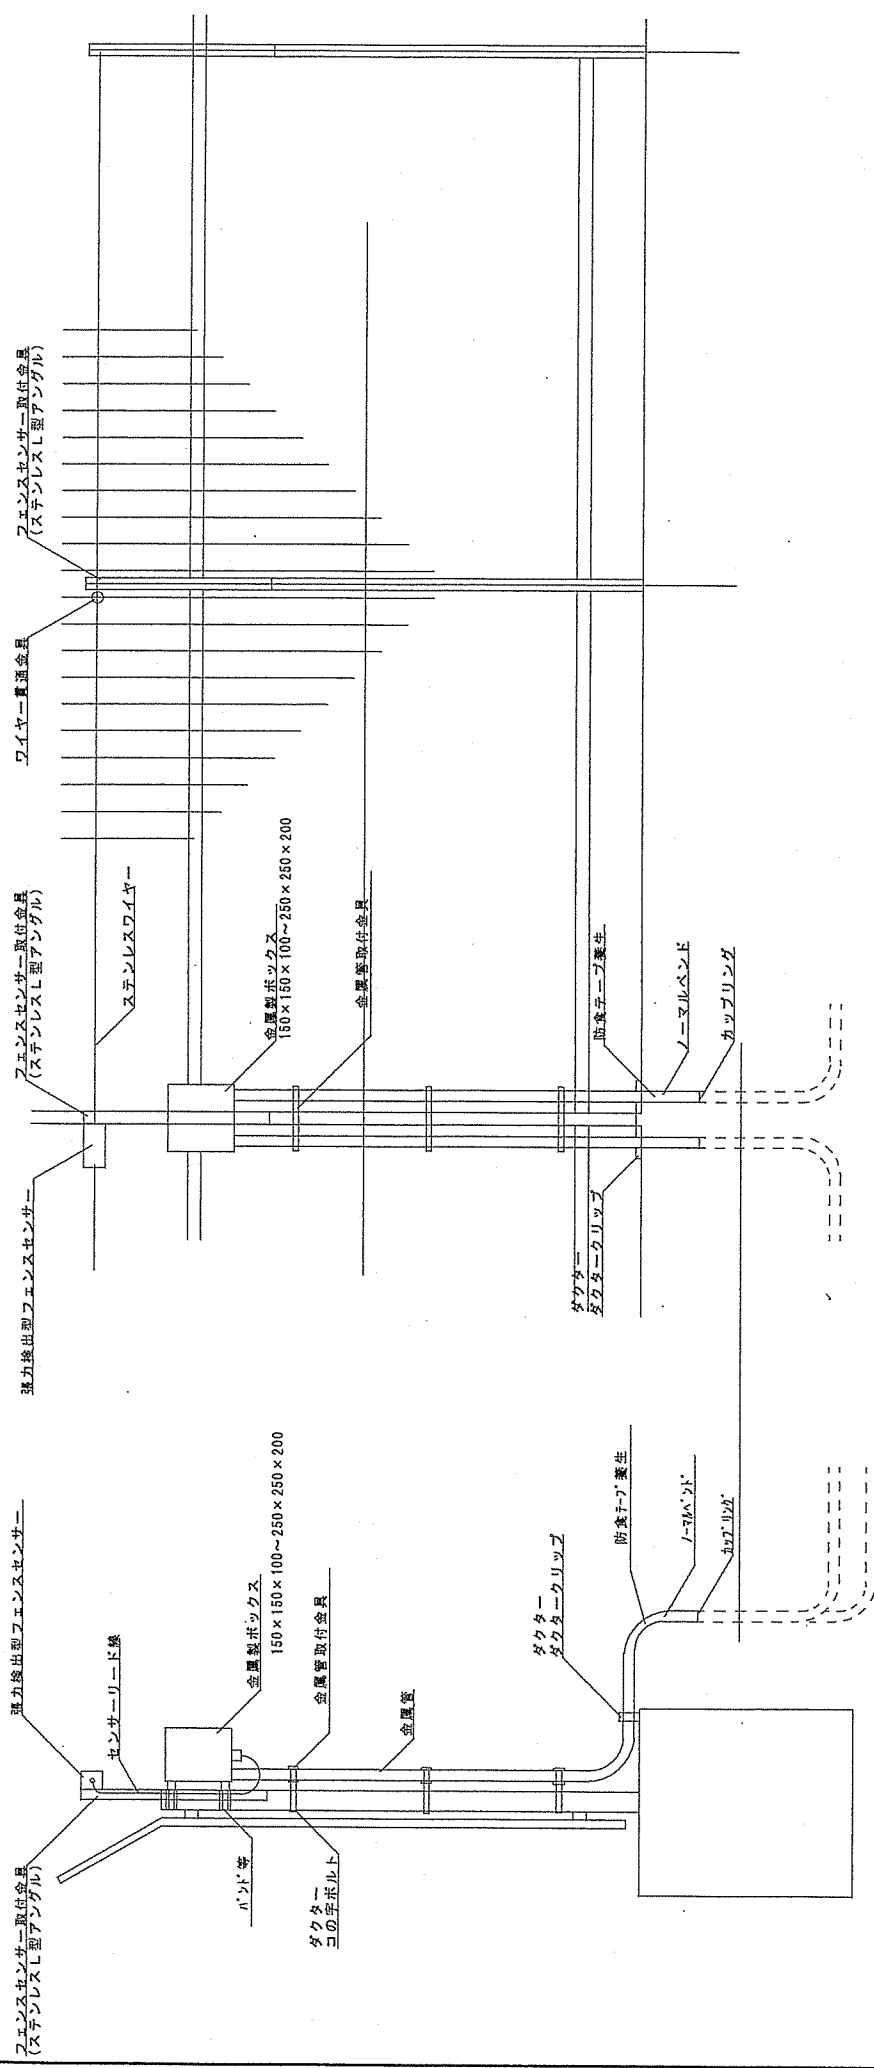 フェンスセンサー取付金具
(ステンレスL型アングル)
張力検出型フェンスセンサー
センサーリード線
金属製ボックス
150×150×100~250×250×200
金属管取付金具
金属管
バンド等
ダクター
コの字ボルト
ダクター
ダクタークリップ
防食テープ養生
ノーマルベンド
カップリング
張力検出型フェンスセンサー
フェンスセンサー取付金具
(ステンレスL型アングル)
ステンレスワイヤー
金属製ボックス
150×150×100~250×250×200
金属管取付金具
ダクター
ダクタークリップ
防食テープ養生
ノーマルベンド
カップリング
ワイヤー貫通金具
フェンスセンサー取付金具
(ステンレスL型アングル)